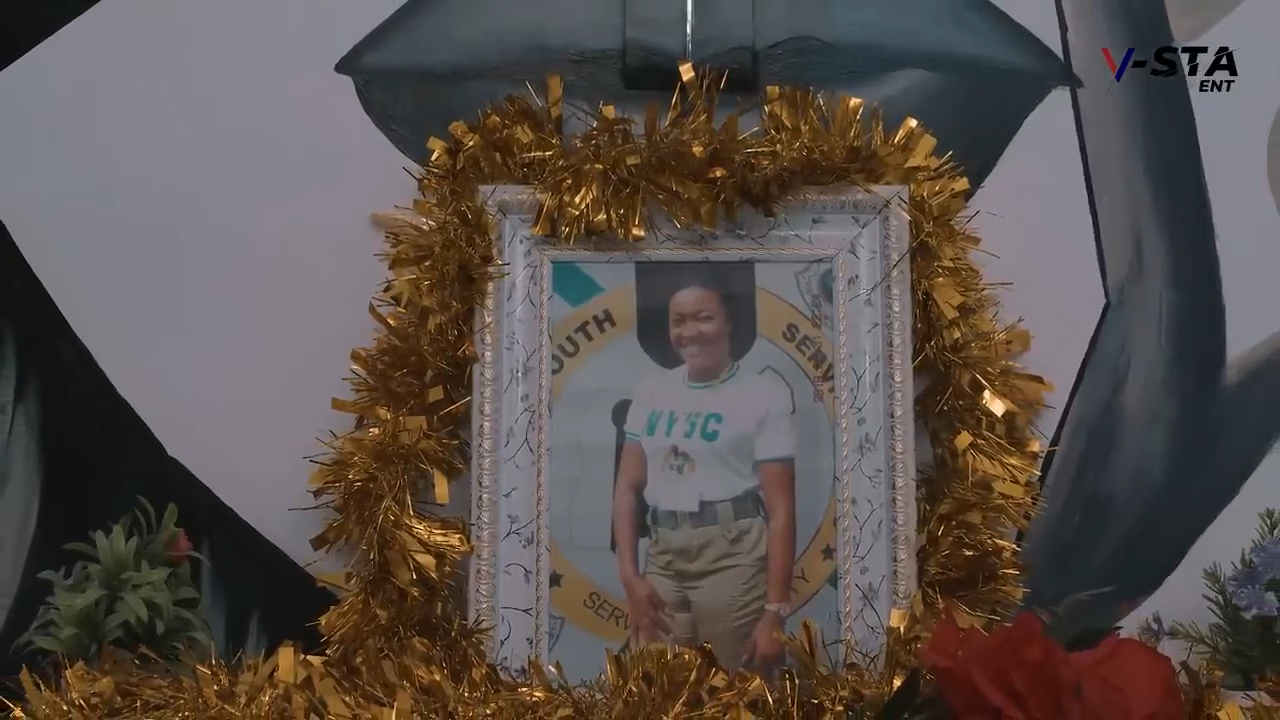 V-STA
ENT
OUTH
SERV
NYSC
SERV
Y